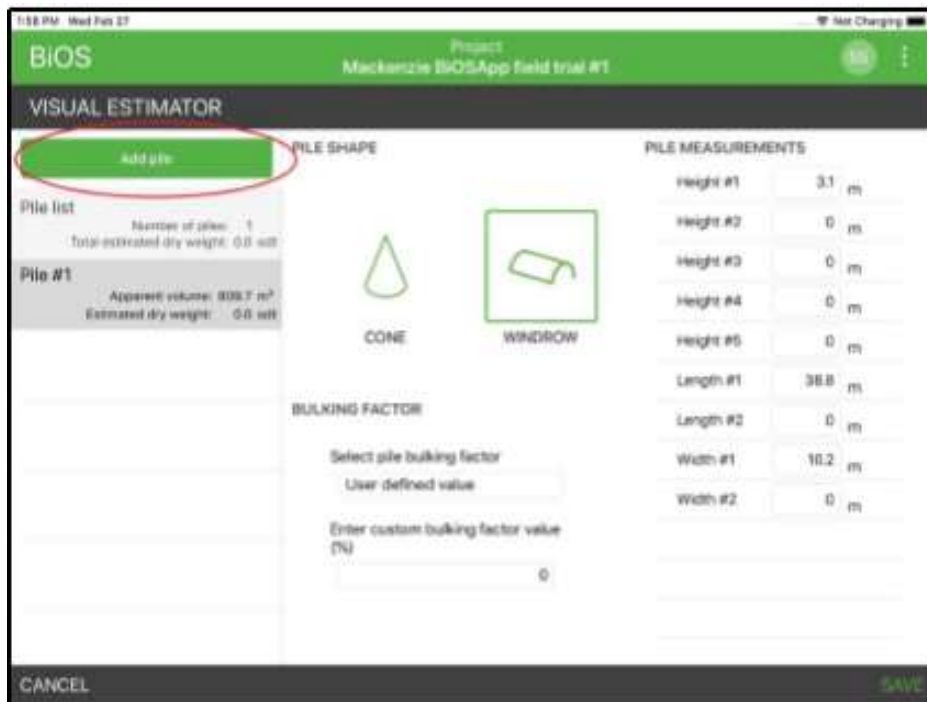 1:58 PM Wed Feb 27
Not Charging
BiOS
Project
Mackenzie BiOSApp field trial #1
VISUAL ESTIMATOR
Add pile
Pile list
Number of piles: 1
Total estimated dry weight: 0.0 odt
Pile #1
Apparent volume: 809.7 m³
Estimated dry weight: 0.0 odt
PILE SHAPE
CONE
WINDROW
BULKING FACTOR
Select pile bulking factor
User defined value
Enter custom bulking factor value
(%)
0
PILE MEASUREMENTS
Height #1 3.1 m
Height #2 0 m
Height #3 0 m
Height #4 0 m
Height #5 0 m
Length #1 38.8 m
Length #2 0 m
Width #1 10.2 m
Width #2 0 m
CANCEL
SAVE